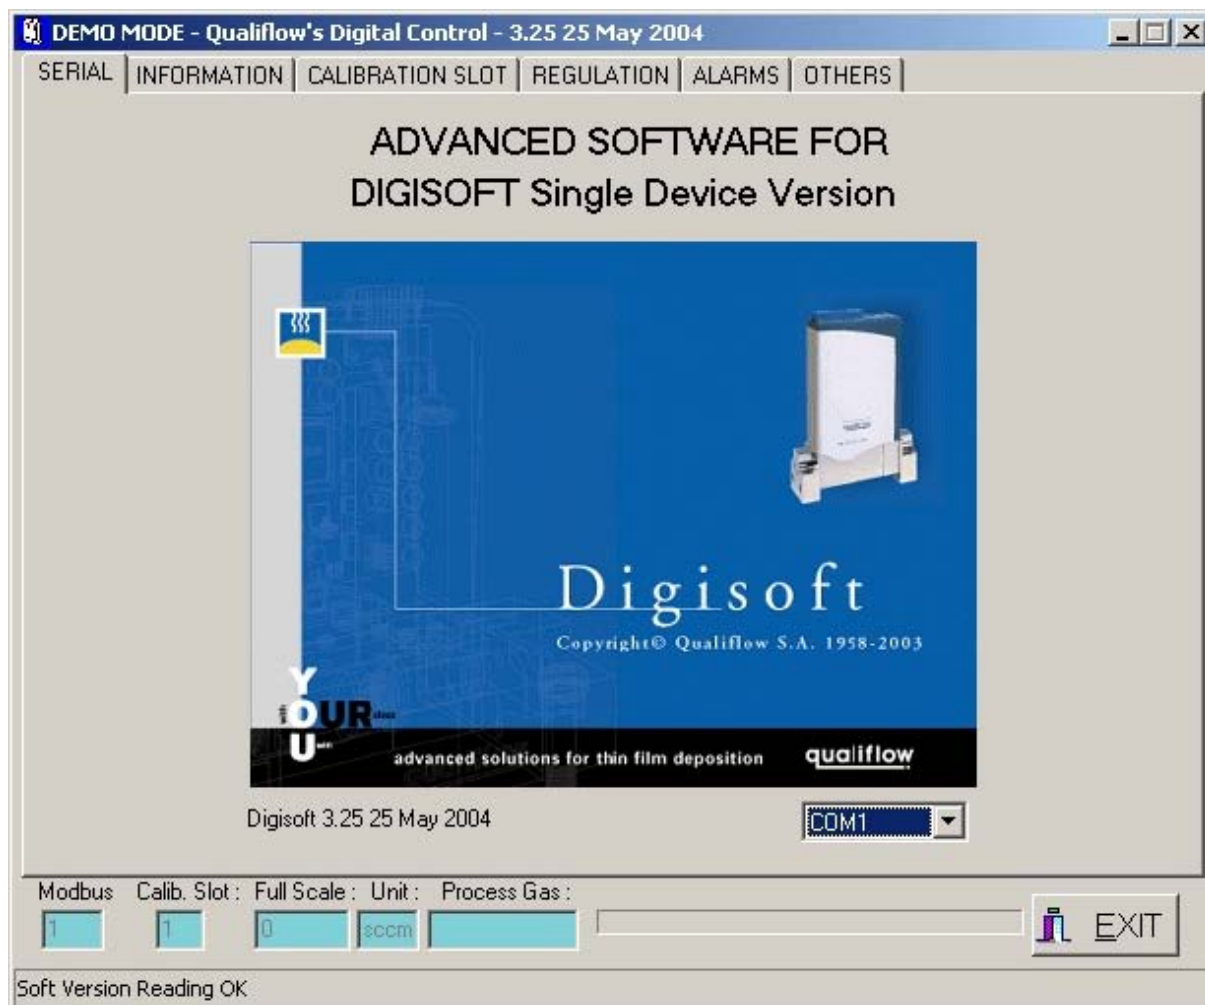 DEMO MODE - Qualiflow's Digital Control - 3.25 25 May 2004
SERIAL INFORMATION CALIBRATION SLOT REGULATION ALARMS OTHERS
ADVANCED SOFTWARE FOR
DIGISOFT Single Device Version
Digisoft
Copyright© Qualiflow S.A. 1958-2003
YOU
OUR
with
advanced solutions for thin film deposition
qualiflow
Digisoft 3.25 25 May 2004
COM1
Modbus Calib. Slot : Full Scale : Unit : Process Gas :
1 1 0 sccm
EXIT
Soft Version Reading OK